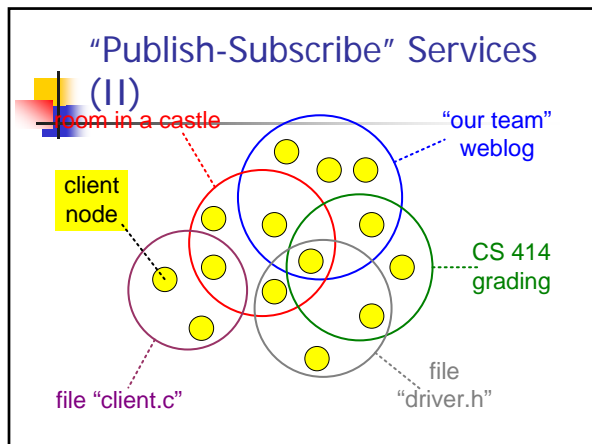 “Publish-Subscribe” Services
(II)
room in a castle
“our team”
weblog
client
node
CS 414
grading
file
“driver.h”
file “client.c”